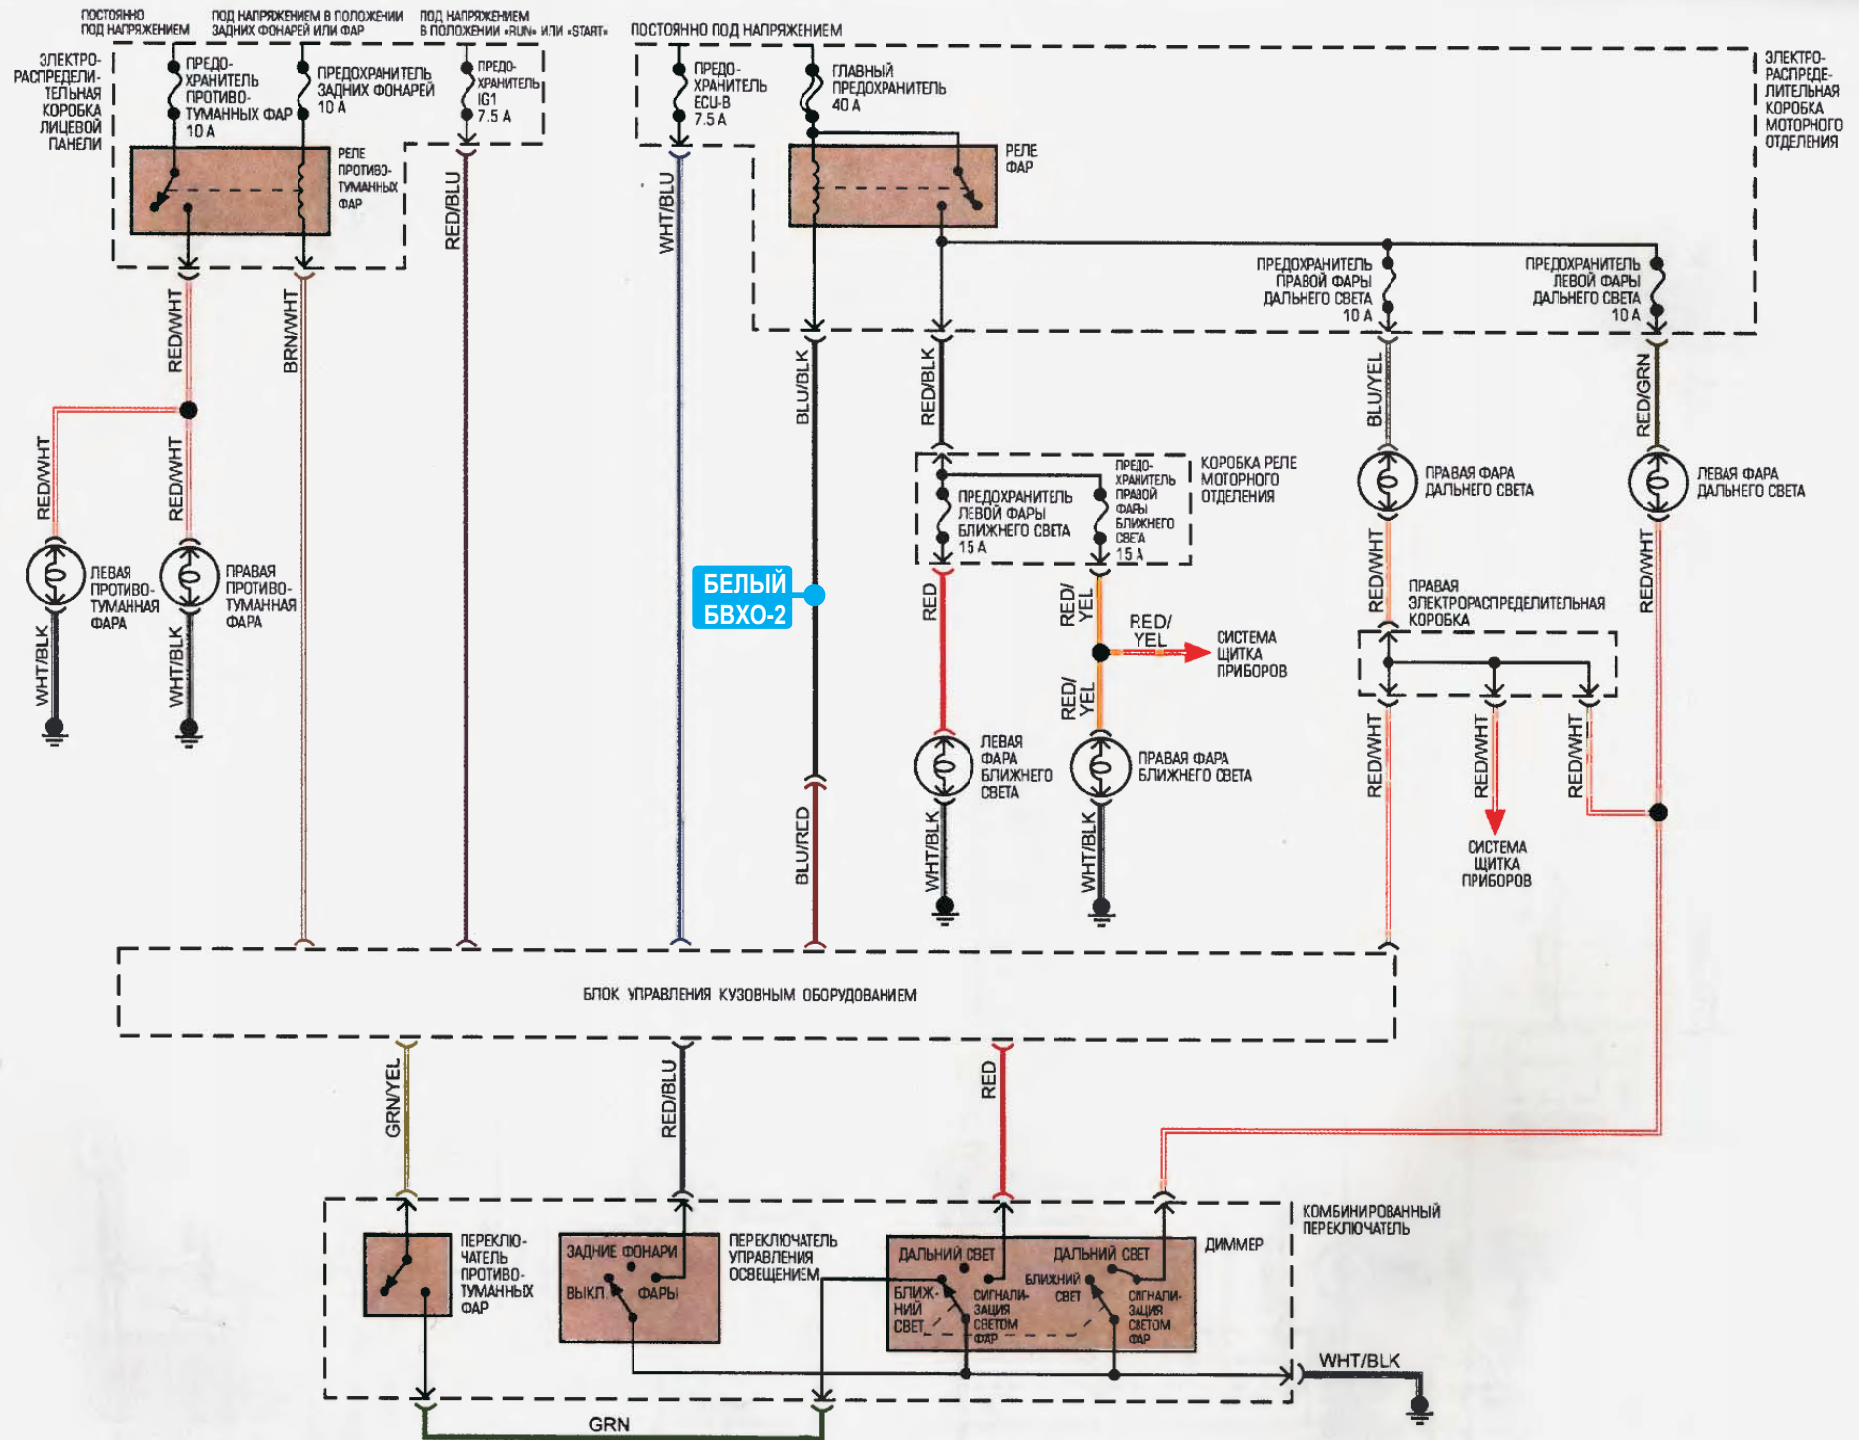 ПОСТОЯННО
ПОД НАПРЯЖЕНИЕМ
ПОД НАПРЯЖЕНИЕМ В ПОЛОЖЕНИИ
ЗАДНИХ ФОНАРЕЙ ИЛИ ФАР
ПОД НАПРЯЖЕНИЕМ
В ПОЛОЖЕНИИ «RUN» ИЛИ «START»
ПОСТОЯННО ПОД НАПРЯЖЕНИЕМ
ЭЛЕКТРО-
РАСПРЕДЕЛИ-
ТЕЛЬНАЯ
КОРОБКА
ЛИЦЕВОЙ
ПАНЕЛИ
ПРЕДО-
ХРАНИТЕЛЬ
ПРОТИВО-
ТУМАННЫХ ФАР
10 А
ПРЕДОХРАНИТЕЛЬ
ЗАДНИХ ФОНАРЕЙ
10 А
ПРЕДО-
ХРАНИТЕЛЬ
IG1
7.5 А
ПРЕДО-
ХРАНИТЕЛЬ
ECU-B
7.5 А
ГЛАВНЫЙ
ПРЕДОХРАНИТЕЛЬ
40 А
ЭЛЕКТРО-
РАСПРЕДЕ-
ЛИТЕЛЬНАЯ
КОРОБКА
МОТОРНОГО
ОТДЕЛЕНИЯ
РЕЛЕ
ПРОТИВО-
ТУМАННЫХ
ФАР
РЕЛЕ
ФАР
RED/BLU
WHT/BLU
ПРЕДОХРАНИТЕЛЬ
ПРАВОЙ ФАРЫ
ДАЛЬНЕГО СВЕТА
10 А
ПРЕДОХРАНИТЕЛЬ
ЛЕВОЙ ФАРЫ
ДАЛЬНЕГО СВЕТА
10 А
RED/WHT
BRN/WHT
BLU/BLK
RED/BLK
BLU/YEL
RED/GRN
RED/WHT
RED/WHT
КОРОБКА РЕЛЕ
МОТОРНОГО
ОТДЕЛЕНИЯ
ПРЕДОХРАНИТЕЛЬ
ЛЕВОЙ ФАРЫ
БЛИЖНЕГО СВЕТА
15 А
ПРЕДО-
ХРАНИТЕЛЬ
ПРАВОЙ
ФАРЫ
БЛИЖНЕГО
СВЕТА
15 А
ПРАВАЯ ФАРА
ДАЛЬНЕГО СВЕТА
ЛЕВАЯ ФАРА
ДАЛЬНЕГО СВЕТА
ЛЕВАЯ
ПРОТИВО-
ТУМАННАЯ
ФАРА
ПРАВАЯ
ПРОТИВО-
ТУМАННАЯ
ФАРА
БЕЛЫЙ
БВХО-2
RED
RED/
YEL
RED/
YEL
СИСТЕМА
ЩИТКА
ПРИБОРОВ
RED/WHT
RED/WHT
ПРАВАЯ
ЭЛЕКТРОРАСПРЕДЕЛИТЕЛЬНАЯ
КОРОБКА
WHT/BLK
WHT/BLK
RED/
YEL
ЛЕВАЯ
ФАРА
БЛИЖНЕГО
СВЕТА
ПРАВАЯ ФАРА
БЛИЖНЕГО СВЕТА
RED/WHT
RED/WHT
RED/WHT
СИСТЕМА
ЩИТКА
ПРИБОРОВ
BLU/RED
WHT/BLK
WHT/BLK
БЛОК УПРАВЛЕНИЯ КУЗОВНЫМ ОБОРУДОВАНИЕМ
GRN/YEL
RED/BLU
RED
КОМБИНИРОВАННЫЙ
ПЕРЕКЛЮЧАТЕЛЬ
ПЕРЕКЛЮ-
ЧАТЕЛЬ
ПРОТИВО-
ТУМАННЫХ
ФАР
ЗАДНИЕ ФОНАРИ
ВЫКЛ.
ФАРЫ
ПЕРЕКЛЮЧАТЕЛЬ
УПРАВЛЕНИЯ
ОСВЕЩЕНИЕМ
ДИММЕР
ДАЛЬНИЙ СВЕТ
БЛИЖ-
НИЙ
СВЕТ
СИГНАЛИ-
ЗАЦИЯ
СВЕТОМ
ФАР
ДАЛЬНИЙ СВЕТ
БЛИЖНИЙ
СВЕТ
СИГНАЛИ-
ЗАЦИЯ
СВЕТОМ
ФАР
WHT/BLK
GRN